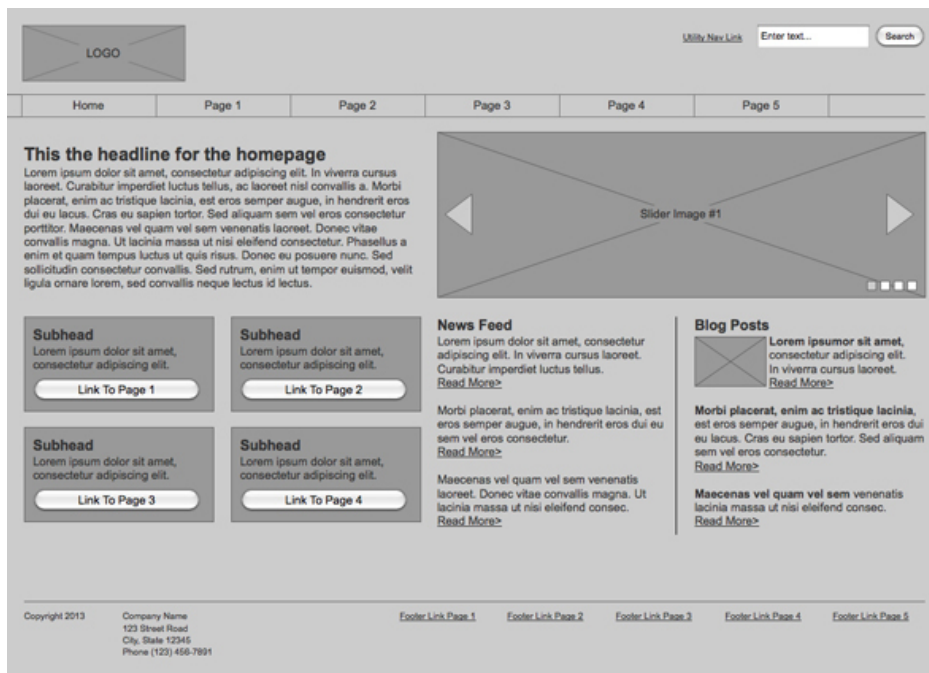 LOGO
Utility Nav Link
Enter text...
Search
Home
Page 1
Page 2
Page 3
Page 4
Page 5
This the headline for the homepage
Lorem ipsum dolor sit amet, consectetur adipiscing elit. In viverra cursus
laoreet. Curabitur imperdiet luctus tellus, ac laoreet nisl convallis a. Morbi
placerat, enim ac tristique lacinia, est eros semper augue, in hendrerit eros
dui eu lacus. Cras eu sapien tortor. Sed aliquam sem vel eros consectetur
porttitor. Maecenas vel quam vel sem venenatis laoreet. Donec vitae
convallis magna. Ut lacinia massa ut nisi eleifend consectetur. Phasellus a
enim et quam tempus luctus ut quis risus. Donec eu posuere nunc. Sed
sollicitudin consectetur convallis. Sed rutrum, enim ut tempor euismod, velit
ligula ornare lorem, sed convallis neque lectus id lectus.
Slider Image #1
Subhead
Lorem ipsum dolor sit amet,
consectetur adipiscing elit.
Link To Page 1
Subhead
Lorem ipsum dolor sit amet,
consectetur adipiscing elit.
Link To Page 2
Subhead
Lorem ipsum dolor sit amet,
consectetur adipiscing elit.
Link To Page 3
Subhead
Lorem ipsum dolor sit amet,
consectetur adipiscing elit.
Link To Page 4
News Feed
Lorem ipsum dolor sit amet, consectetur
adipiscing elit. In viverra cursus laoreet.
Curabitur imperdiet luctus tellus.
Read More>
Morbi placerat, enim ac tristique lacinia, est
eros semper augue, in hendrerit eros dui eu
sem vel eros consectetur.
Read More>
Maecenas vel quam vel sem venenatis
laoreet. Donec vitae convallis magna. Ut
lacinia massa ut nisi eleifend consec.
Read More>
Blog Posts
Lorem ipsumor sit amet,
consectetur adipiscing elit.
In viverra cursus laoreet.
Read More>
Morbi placerat, enim ac tristique lacinia,
est eros semper augue, in hendrerit eros dui
eu lacus. Cras eu sapien tortor. Sed aliquam
sem vel eros consectetur.
Read More>
Maecenas vel quam vel sem venenatis
lacinia massa ut nisi eleifend consec.
Read More>
Copyright 2013
Company Name
123 Street Road
City, State 12345
Phone (123) 456-7891
Footer Link Page 1
Footer Link Page 2
Footer Link Page 3
Footer Link Page 4
Footer Link Page 5